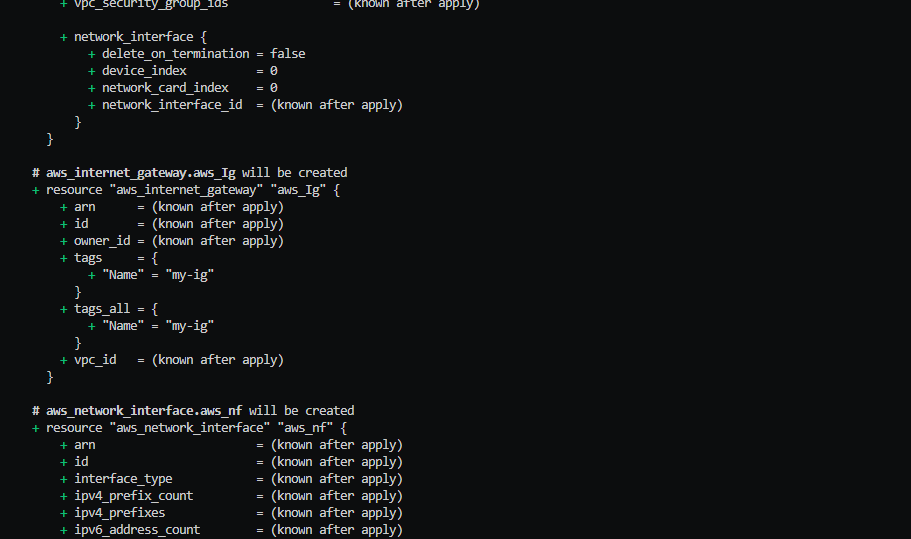 + vpc_security_group_ids = (known after apply)
+ network_interface {
+ delete_on_termination = false
+ device_index = 0
+ network_card_index = 0
+ network_interface_id = (known after apply)
}
}
# aws_internet_gateway.aws_Ig will be created
+ resource "aws_internet_gateway" "aws_Ig" {
+ arn = (known after apply)
+ id = (known after apply)
+ owner_id = (known after apply)
+ tags = {
+ "Name" = "my-ig"
}
+ tags_all = {
+ "Name" = "my-ig"
}
+ vpc_id = (known after apply)
}
# aws_network_interface.aws_nf will be created
+ resource "aws_network_interface" "aws_nf" {
+ arn = (known after apply)
+ id = (known after apply)
+ interface_type = (known after apply)
+ ipv4_prefix_count = (known after apply)
+ ipv4_prefixes = (known after apply)
+ ipv6_address_count = (known after apply)